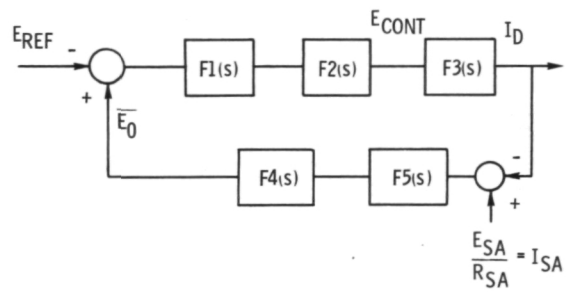 E_REF
-
+
F1(s)
F2(s)
E_CONT
F3(s)
I_D
E̅_0
F4(s)
F5(s)
-
+
E_SA
R_SA
= I_SA